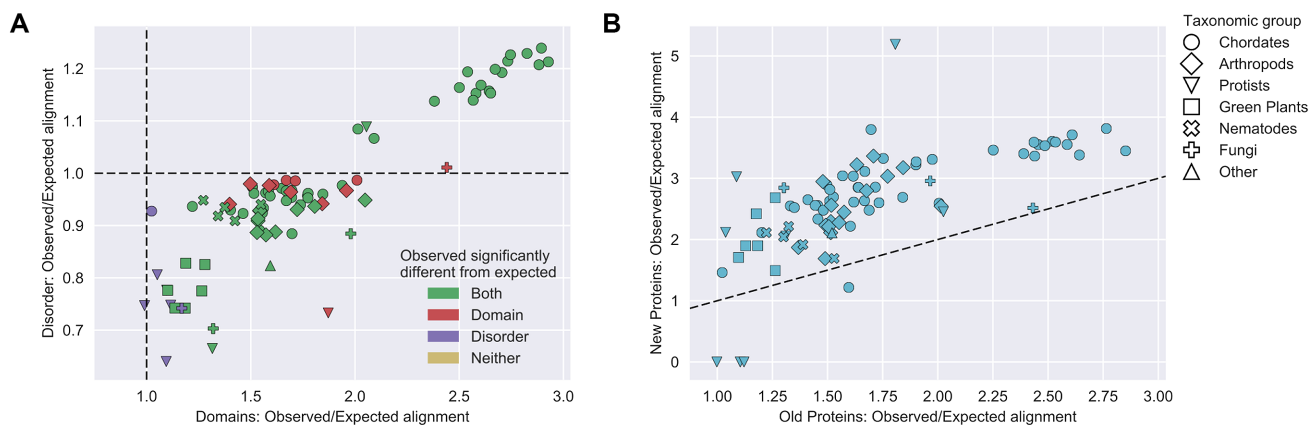 A
Disorder: Observed/Expected alignment
1.2
1.1
1.0
0.9
0.8
0.7
1.0
1.5
2.0
2.5
3.0
Domains: Observed/Expected alignment
Observed significantly
different from expected
Both
Domain
Disorder
Neither
B
New Proteins: Observed/Expected alignment
5
4
3
2
1
0
1.00
1.25
1.50
1.75
2.00
2.25
2.50
2.75
3.00
Old Proteins: Observed/Expected alignment
Taxonomic group
Chordates
Arthropods
Protists
Green Plants
Nematodes
Fungi
Other